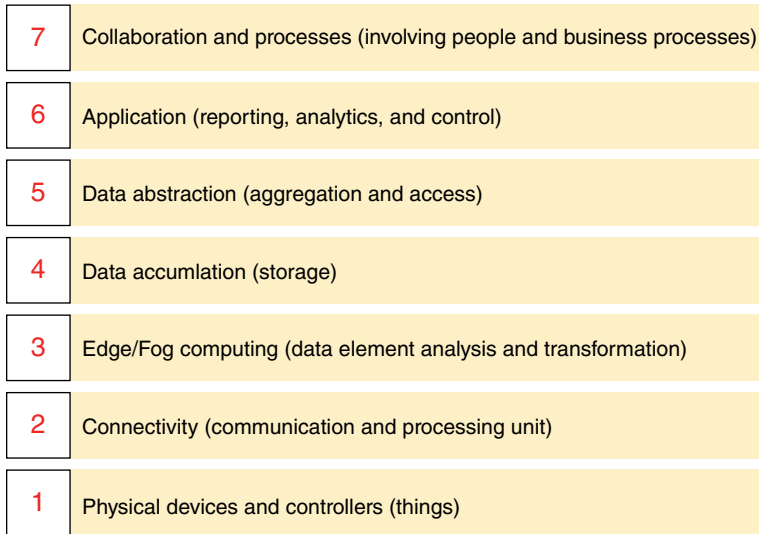 7 Collaboration and processes (involving people and business processes)
6 Application (reporting, analytics, and control)
5 Data abstraction (aggregation and access)
4 Data accumlation (storage)
3 Edge/Fog computing (data element analysis and transformation)
2 Connectivity (communication and processing unit)
1 Physical devices and controllers (things)